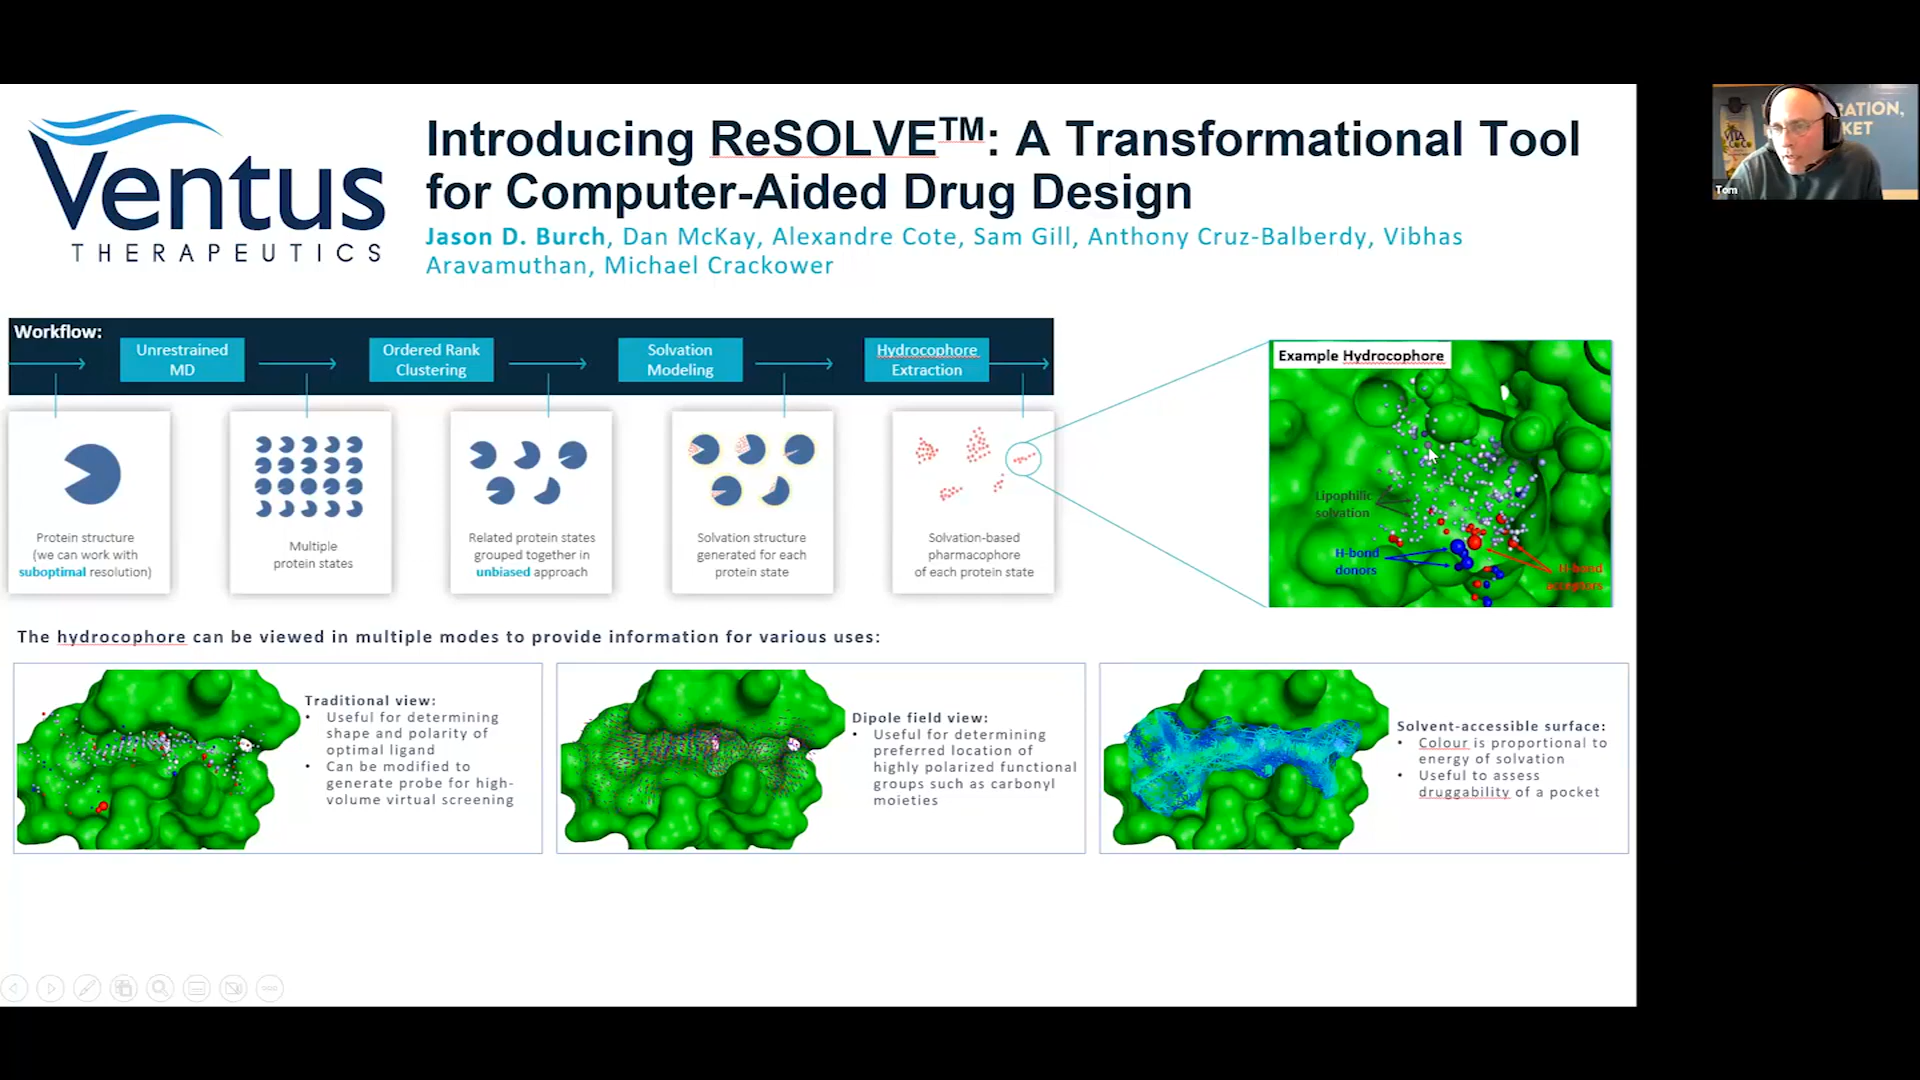 Ventus
THERAPEUTICS
Introducing ReSOLVE™: A Transformational Tool
for Computer-Aided Drug Design
Jason D. Burch, Dan McKay, Alexandre Cote, Sam Gill, Anthony Cruz-Balberdy, Vibhas
Aravamuthan, Michael Crackower
Tom
RATION,
KET
VITA
COCO
Workflow:
Unrestrained
MD
Ordered Rank
Clustering
Solvation
Modeling
Hydrocophore
Extraction
Protein structure
(we can work with
suboptimal resolution)
Multiple
protein states
Related protein states
grouped together in
unbiased approach
Solvation structure
generated for each
protein state
Solvation-based
pharmacophore
of each protein state
Example Hydrocophore
Lipophilic
solvation
H-bond
donors
H-bond
acceptors
The hydrocophore can be viewed in multiple modes to provide information for various uses:
Traditional view:
• Useful for determining
shape and polarity of
optimal ligand
• Can be modified to
generate probe for high-
volume virtual screening
Dipole field view:
• Useful for determining
preferred location of
highly polarized functional
groups such as carbonyl
moieties
Solvent-accessible surface:
• Colour is proportional to
energy of solvation
• Useful to assess
druggability of a pocket